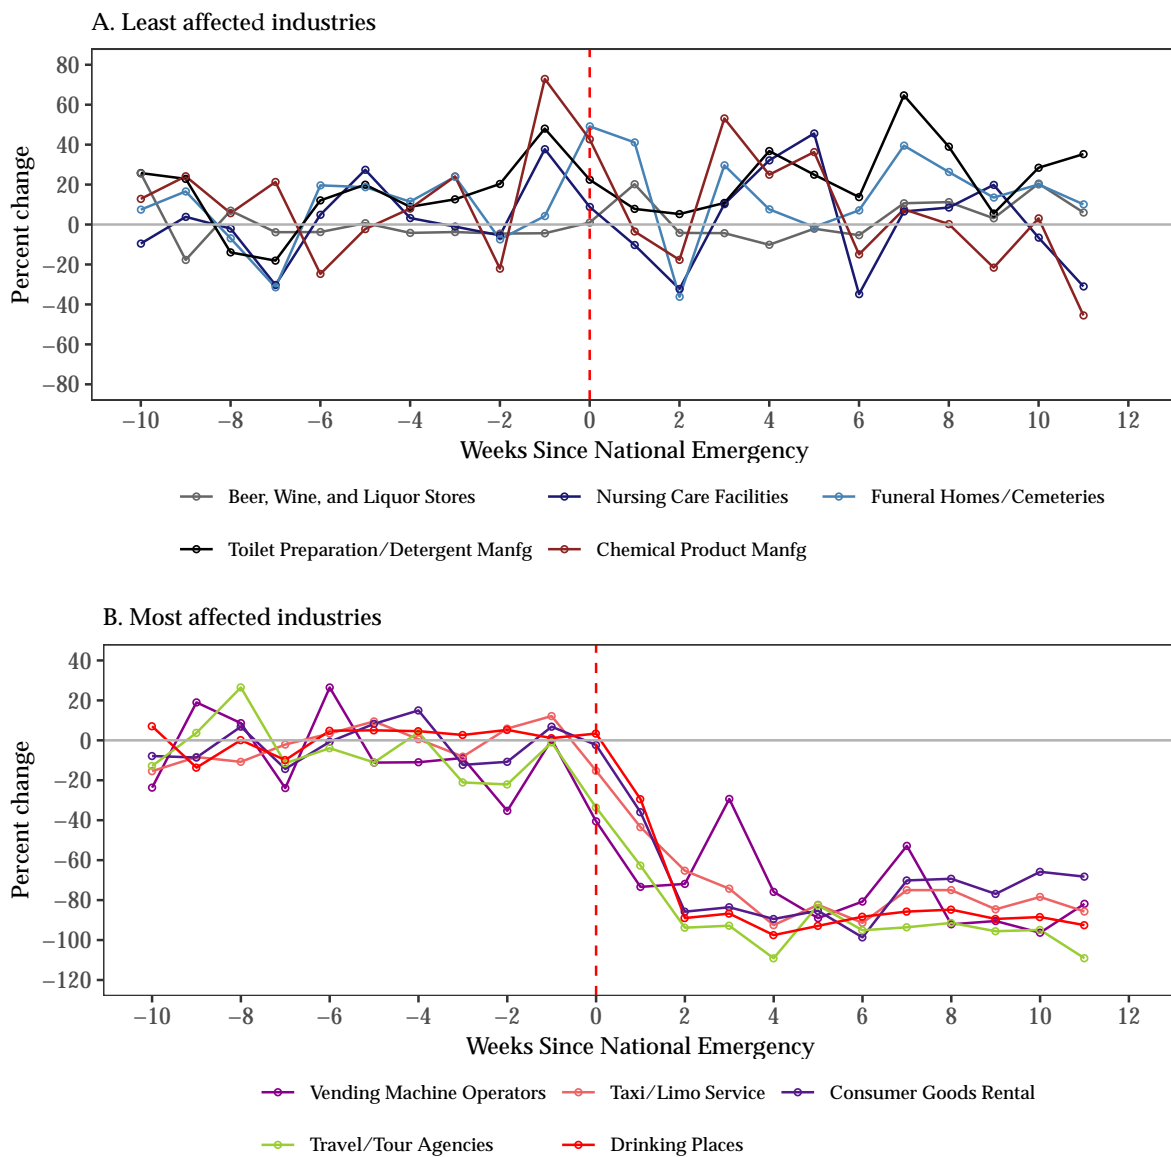 A. Least affected industries
Percent change
80
60
40
20
0
−20
−40
−60
−80
−10 −8 −6 −4 −2 0 2 4 6 8 10 12
Weeks Since National Emergency
Beer, Wine, and Liquor Stores Nursing Care Facilities Funeral Homes/Cemeteries
Toilet Preparation/Detergent Manfg Chemical Product Manfg
B. Most affected industries
Percent change
40
20
0
−20
−40
−60
−80
−100
−120
−10 −8 −6 −4 −2 0 2 4 6 8 10 12
Weeks Since National Emergency
Vending Machine Operators Taxi/Limo Service Consumer Goods Rental
Travel/Tour Agencies Drinking Places